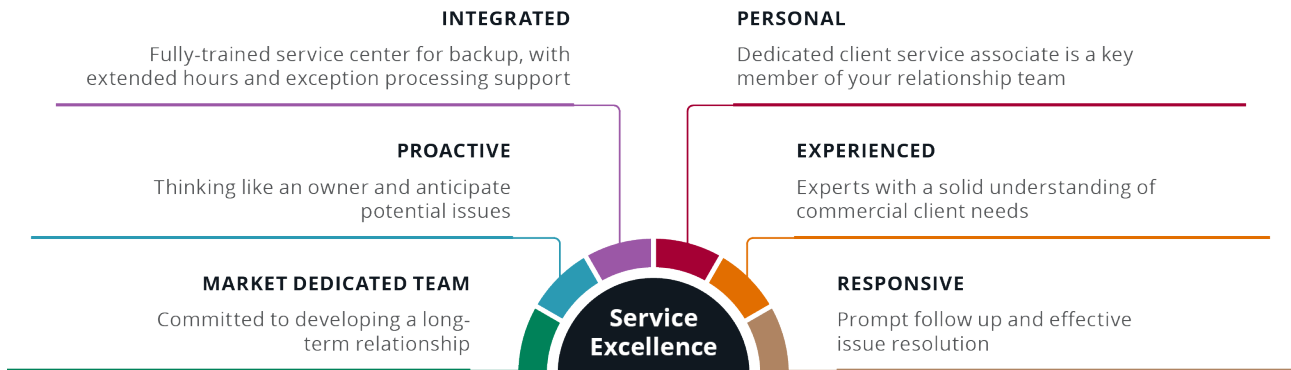 INTEGRATED
Fully-trained service center for backup, with
extended hours and exception processing support
PERSONAL
Dedicated client service associate is a key
member of your relationship team
PROACTIVE
Thinking like an owner and anticipate
potential issues
EXPERIENCED
Experts with a solid understanding of
commercial client needs
MARKET DEDICATED TEAM
Committed to developing a long-
term relationship
Service
Excellence
RESPONSIVE
Prompt follow up and effective
issue resolution